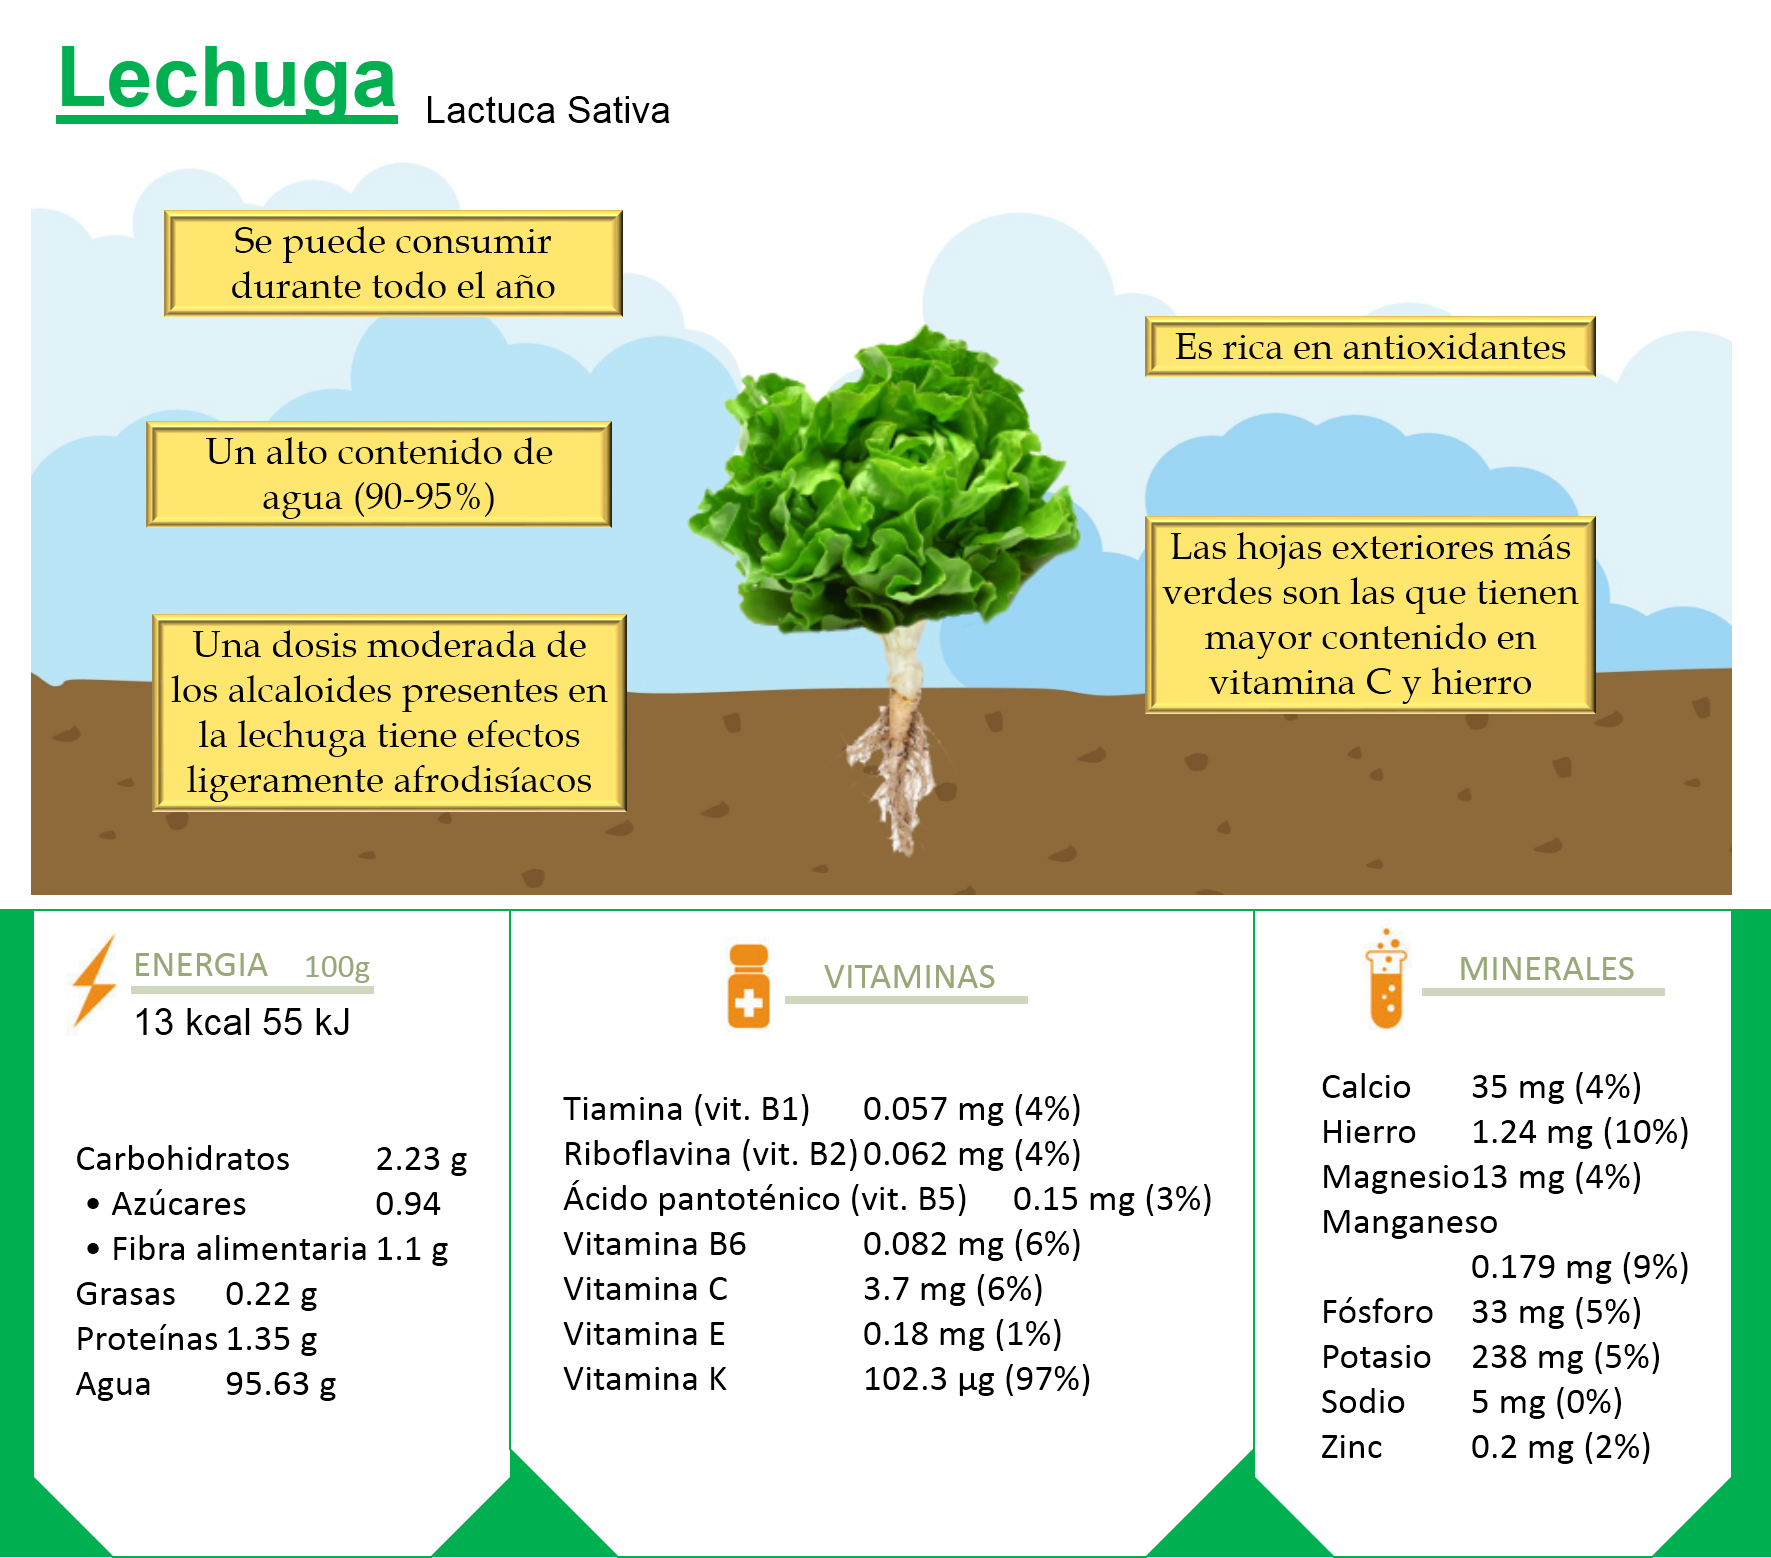 Lechuga Lactuca Sativa
Se puede consumir
durante todo el año
Un alto contenido de
agua (90-95%)
Una dosis moderada de
los alcaloides presentes en
la lechuga tiene efectos
ligeramente afrodisíacos
Es rica en antioxidantes
Las hojas exteriores más
verdes son las que tienen
mayor contenido en
vitamina C y hierro
ENERGIA 100g
13 kcal 55 kJ
Carbohidratos 2.23 g
• Azúcares 0.94
• Fibra alimentaria 1.1 g
Grasas 0.22 g
Proteínas 1.35 g
Agua 95.63 g
VITAMINAS
Tiamina (vit. B1) 0.057 mg (4%)
Riboflavina (vit. B2) 0.062 mg (4%)
Ácido pantoténico (vit. B5) 0.15 mg (3%)
Vitamina B6 0.082 mg (6%)
Vitamina C 3.7 mg (6%)
Vitamina E 0.18 mg (1%)
Vitamina K 102.3 μg (97%)
MINERALES
Calcio 35 mg (4%)
Hierro 1.24 mg (10%)
Magnesio 13 mg (4%)
Manganeso
0.179 mg (9%)
Fósforo 33 mg (5%)
Potasio 238 mg (5%)
Sodio 5 mg (0%)
Zinc 0.2 mg (2%)